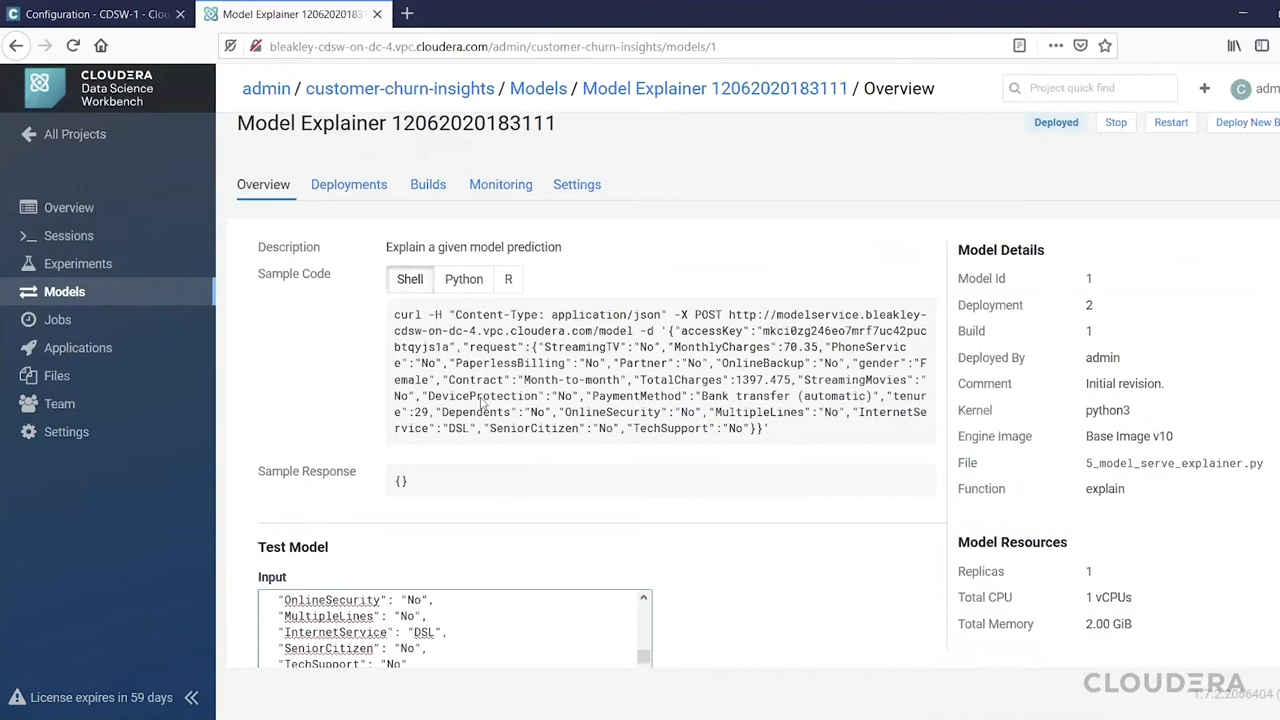 Configuration - CDSW-1 - Clou
Model Explainer 12062020183
bleakley-cdsw-on-dc-4.vpc.cloudera.com/admin/customer-churn-insights/models/1
CLOUDERA
Data Science
Workbench
admin / customer-churn-insights / Models / Model Explainer 12062020183111 / Overview
Project quick find
C adm
All Projects
Overview
Sessions
Experiments
Models
Jobs
Applications
Files
Team
Settings
License expires in 59 days
Model Explainer 12062020183111
Deployed Stop Restart Deploy New B
Overview Deployments Builds Monitoring Settings
Description Explain a given model prediction
Sample Code Shell Python R
curl -H "Content-Type: application/json" -X POST http://modelservice.bleakley-
cdsw-on-dc-4.vpc.cloudera.com/model -d '{"accessKey":"mkci0zg246eo7mrf7uc42puc
btqyjs1a","request":{"StreamingTV":"No","MonthlyCharges":70.35,"PhoneServic
e":"No","PaperlessBilling":"No","Partner":"No","OnlineBackup":"No","gender":"F
emale","Contract":"Month-to-month","TotalCharges":1397.475,"StreamingMovies":"
No","DeviceProtection":"No","PaymentMethod":"Bank transfer (automatic)","tenur
e":29,"Dependents":"No","OnlineSecurity":"No","MultipleLines":"No","InternetSe
rvice":"DSL","SeniorCitizen":"No","TechSupport":"No"}}'
Sample Response {}
Test Model
Input
"OnlineSecurity": "No",
"MultipleLines": "No",
"InternetService": "DSL",
"SeniorCitizen": "No",
"TechSupport": "No"
Model Details
Model Id 1
Deployment 2
Build 1
Deployed By admin
Comment Initial revision.
Kernel python3
Engine Image Base Image v10
File 5_model_serve_explainer.py
Function explain
Model Resources
Replicas 1
Total CPU 1 vCPUs
Total Memory 2.00 GiB
CLOUDERA